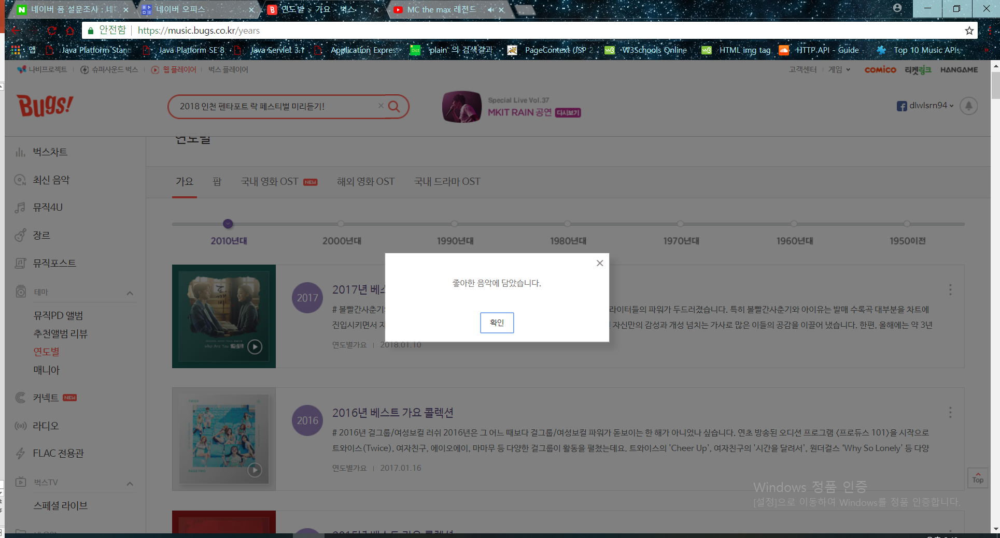 네이버 폼 설문조사 : 네이
네이버 오피스
연도별 > 가요 - 벅스
MC the max 레전드
안전함
https://music.bugs.co.kr/years
앱
Java Platform Stand
Java Platform SE 8
Java Servlet 3.1
Application Express
'plain' 의 검색결과
PageContext (JSP 2.
W3Schools Online
HTML img tag
HTTP API - Guide
Top 10 Music APIs
나비프로젝트
슈퍼사운드 벅스
웹 플레이어
벅스 플레이어
고객센터
게임
COMICO
티켓링크
HANGAME
Bugs!
2018 인천 펜타포트 락 페스티벌 미리듣기!
Special Live Vol.37
MKIT RAIN 공연 다시보기
dlwlsrn94
연도별
벅스차트
최신 음악
뮤직4U
장르
뮤직포스트
테마
뮤직PD 앨범
추천앨범 리뷰
연도별
매니아
커넥트 NEW
라디오
FLAC 전용관
벅스TV
스페셜 라이브
가요
팝
국내 영화 OST NEW
해외 영화 OST
국내 드라마 OST
2010년대
2000년대
1990년대
1980년대
1970년대
1960년대
1950이전
도깨비
Who Are You
2017
2017년 베스
# 볼빨간사춘기
라이터들의 파워가 두드러졌습니다. 특히 볼빨간사춘기와 아이유는 발매 수록곡 대부분을 차트에
진입시키면서 자
자신만의 감성과 개성 넘치는 가사로 많은 이들의 공감을 이끌어 냈습니다. 한편, 올해에는 약 3년
연도별가요
2018.01.10
좋아한 음악에 담았습니다.
확인
TWICE
PAGE TWO
2016
2016년 베스트 가요 콜렉션
# 2016년 걸그룹/여성보컬 러쉬 2016년은 그 어느 때보다 걸그룹/여성보컬 파워가 돋보이는 한 해가 아니었나 싶습니다. 연초 방송된 오디션 프로그램 <프로듀스 101>을 시작으로
트와이스(Twice), 여자친구, 에이오에이, 마마무 등 다양한 걸그룹이 활동을 펼쳤는데요. 트와이스의 'Cheer Up', 여자친구의 '시간을 달려서', 원더걸스 'Why So Lonely' 등 다양
연도별가요
2017.01.16
Top
Windows 정품 인증
[설정]으로 이동하여 Windows를 정품 인증합니다.
2015년 베스트 가요 콜렉션